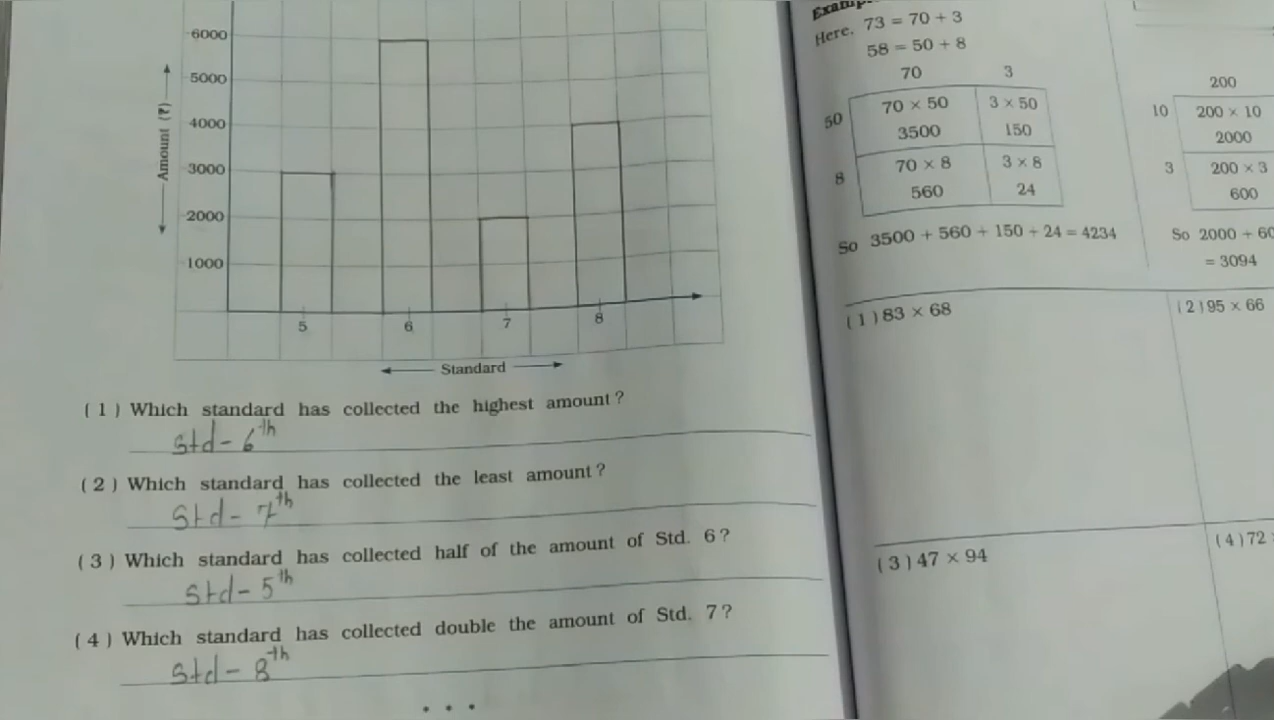 6000
5000
4000
3000
2000
1000
Amount (₹)
5 6 7 8
Standard
( 1 ) Which standard has collected the highest amount ?
Std - 6th
( 2 ) Which standard has collected the least amount ?
Std - 7th
( 3 ) Which standard has collected half of the amount of Std. 6 ?
Std - 5th
( 4 ) Which standard has collected double the amount of Std. 7 ?
Std - 8th
• • •
Here, 73 = 70 + 3
58 = 50 + 8
70 3
50 70 × 50 3 × 50
3500 150
8 70 × 8 3 × 8
560 24
So 3500 + 560 + 150 + 24 = 4234
200
10 200 × 10
2000
3 200 × 3
600
So 2000 + 60
= 3094
( 1 ) 83 × 68
( 2 ) 95 × 66
( 3 ) 47 × 94
( 4 ) 72